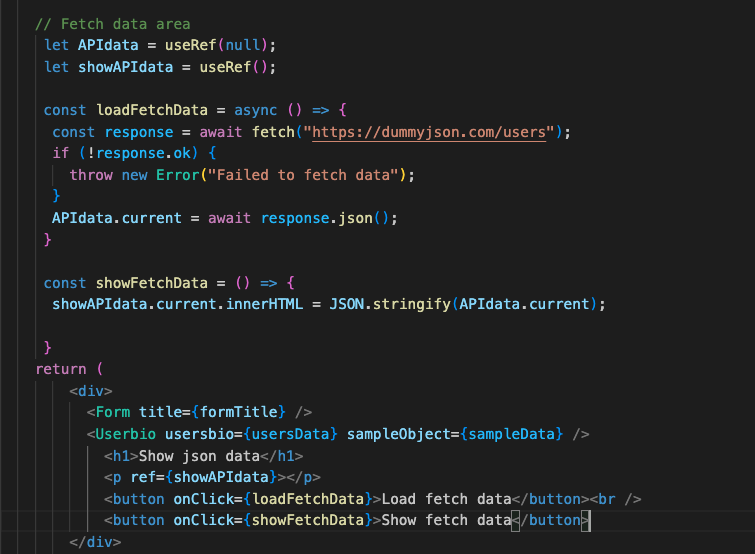 // Fetch data area
let APIdata = useRef(null);
let showAPIdata = useRef();
const loadFetchData = async () => {
const response = await fetch("https://dummyjson.com/users");
if (!response.ok) {
throw new Error("Failed to fetch data");
}
APIdata.current = await response.json();
}
const showFetchData = () => {
showAPIdata.current.innerHTML = JSON.stringify(APIdata.current);
}
return (
<div>
<Form title={formTitle} />
<Userbio usersbio={usersData} sampleObject={sampleData} />
<h1>Show json data</h1>
<p ref={showAPIdata}></p>
<button onClick={loadFetchData}>Load fetch data</button><br />
<button onClick={showFetchData}>Show fetch data</button>
</div>